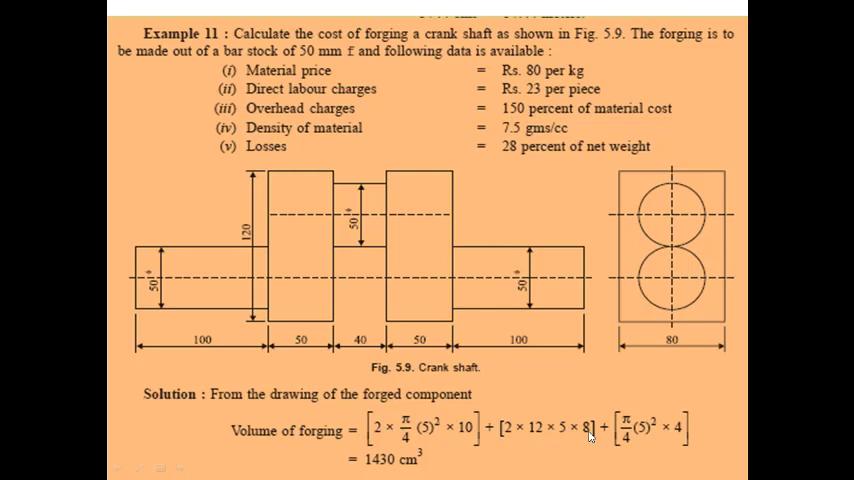 Example 11 : Calculate the cost of forging a crank shaft as shown in Fig. 5.9. The forging is to
be made out of a bar stock of 50 mm f and following data is available :
(i) Material price = Rs. 80 per kg
(ii) Direct labour charges = Rs. 23 per piece
(iii) Overhead charges = 150 percent of material cost
(iv) Density of material = 7.5 gms/cc
(v) Losses = 28 percent of net weight
120
50
50
50
100 50 40 50 100 80
Fig. 5.9. Crank shaft.
Solution : From the drawing of the forged component
Volume of forging = [2 × π/4 (5)² × 10] + [2 × 12 × 5 × 8] + [π/4 (5)² × 4]
= 1430 cm³